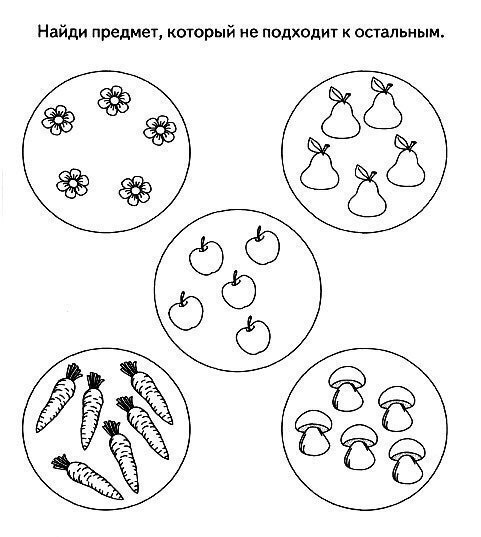 Найди предмет, который не подходит к остальным.